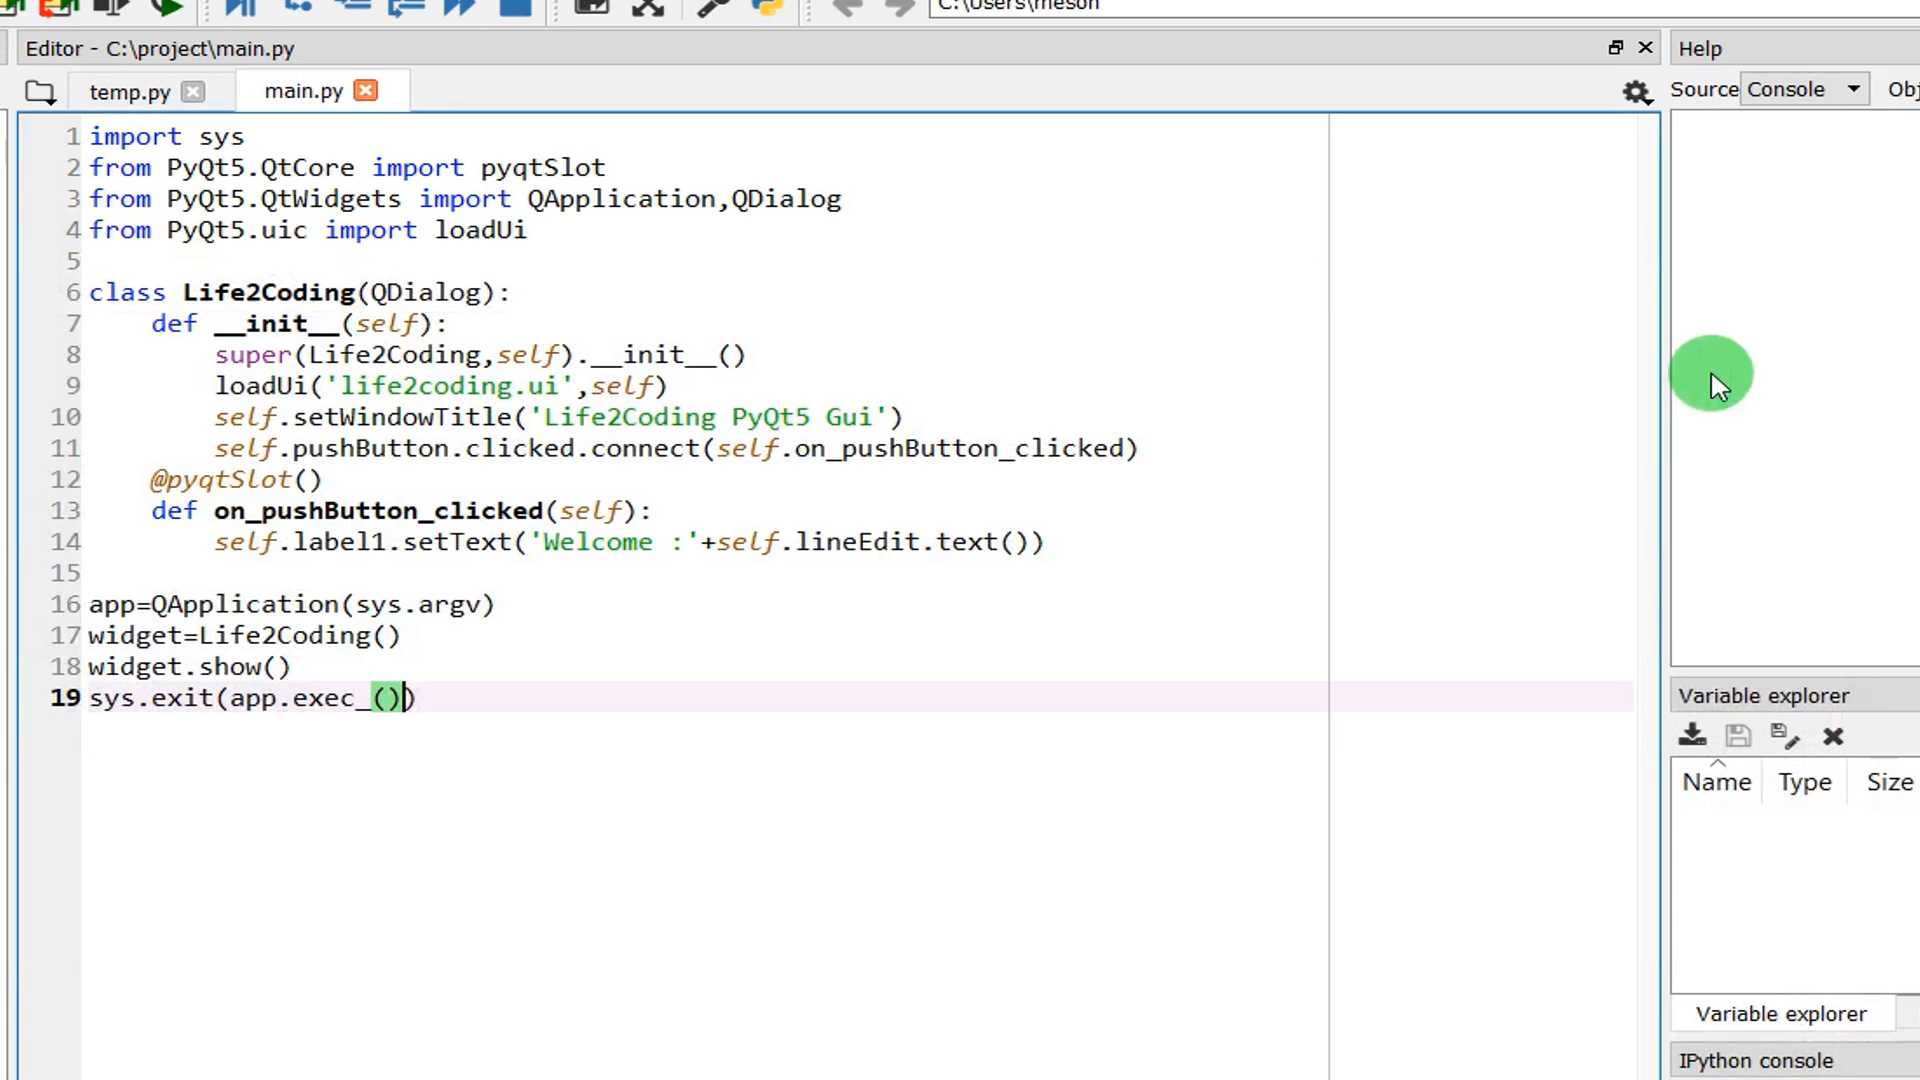 C:\Users\meson
Editor - C:\project\main.py
Help
temp.py
main.py
Source Console Obj
1 import sys
2 from PyQt5.QtCore import pyqtSlot
3 from PyQt5.QtWidgets import QApplication,QDialog
4 from PyQt5.uic import loadUi
5
6 class Life2Coding(QDialog):
7     def __init__(self):
8         super(Life2Coding,self).__init__()
9         loadUi('life2coding.ui',self)
10         self.setWindowTitle('Life2Coding PyQt5 Gui')
11         self.pushButton.clicked.connect(self.on_pushButton_clicked)
12     @pyqtSlot()
13     def on_pushButton_clicked(self):
14         self.label1.setText('Welcome :'+self.lineEdit.text())
15
16 app=QApplication(sys.argv)
17 widget=Life2Coding()
18 widget.show()
19 sys.exit(app.exec_())
Variable explorer
Name Type Size
Variable explorer
IPython console